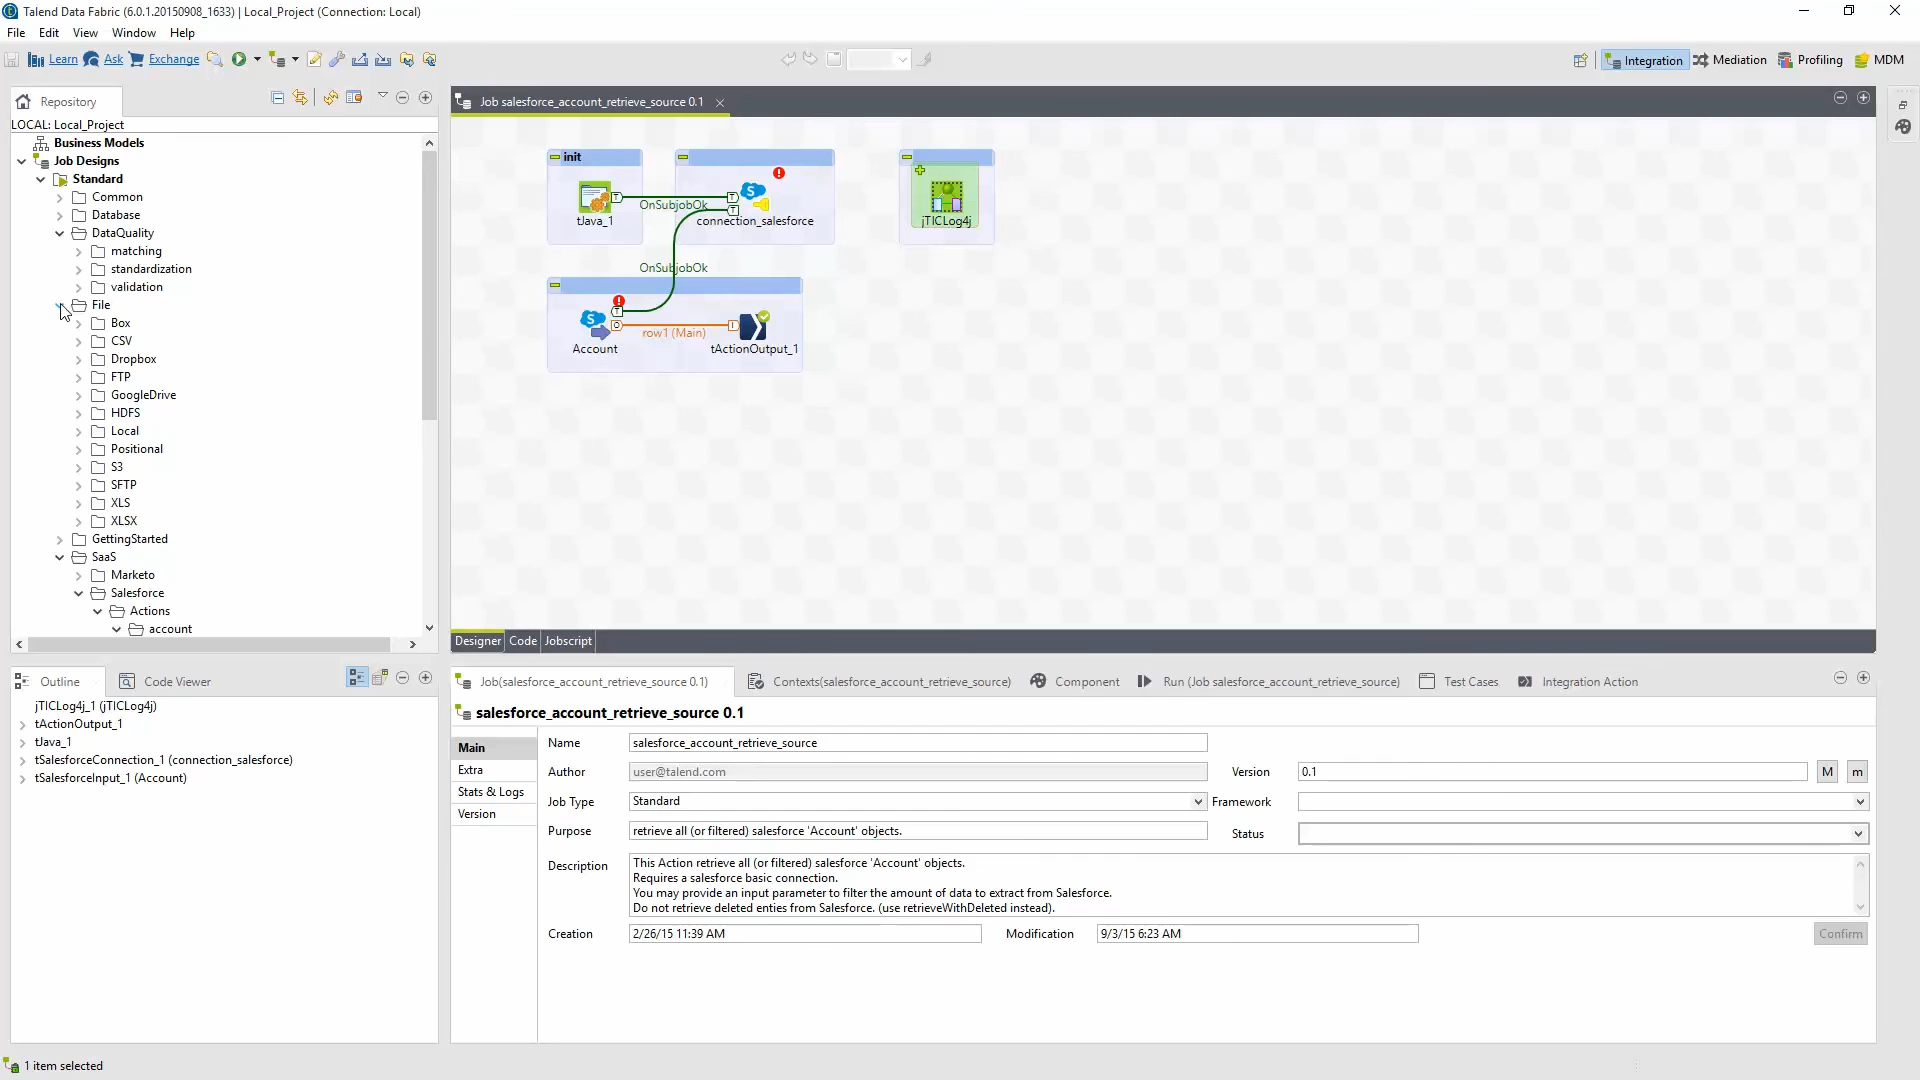 Talend Data Fabric (6.0.1.20150908_1633) | Local_Project (Connection: Local)
File Edit View Window Help
Learn Ask Exchange Integration Mediation Profiling MDM
Repository
LOCAL: Local_Project
Business Models
Job Designs
Standard
Common
Database
DataQuality
matching
standardization
validation
File
Box
CSV
Dropbox
FTP
GoogleDrive
HDFS
Local
Positional
S3
SFTP
XLS
XLSX
GettingStarted
SaaS
Marketo
Salesforce
Actions
account
Job salesforce_account_retrieve_source 0.1
init
tJava_1
OnSubjobOk
connection_salesforce
jTICLog4j
OnSubjobOk
Account
row1 (Main)
tActionOutput_1
Designer Code Jobscript
Outline Code Viewer
jTICLog4j_1 (jTICLog4j)
tActionOutput_1
tJava_1
tSalesforceConnection_1 (connection_salesforce)
tSalesforceInput_1 (Account)
Job(salesforce_account_retrieve_source 0.1) Contexts(salesforce_account_retrieve_source) Component Run (Job salesforce_account_retrieve_source) Test Cases Integration Action
salesforce_account_retrieve_source 0.1
Main
Extra
Stats & Logs
Version
Name salesforce_account_retrieve_source
Author user@talend.com Version 0.1 M m
Job Type Standard Framework
Purpose retrieve all (or filtered) salesforce 'Account' objects. Status
Description This Action retrieve all (or filtered) salesforce 'Account' objects.
Requires a salesforce basic connection.
You may provide an input parameter to filter the amount of data to extract from Salesforce.
Do not retrieve deleted enties from Salesforce. (use retrieveWithDeleted instead).
Creation 2/26/15 11:39 AM Modification 9/3/15 6:23 AM Confirm
1 item selected